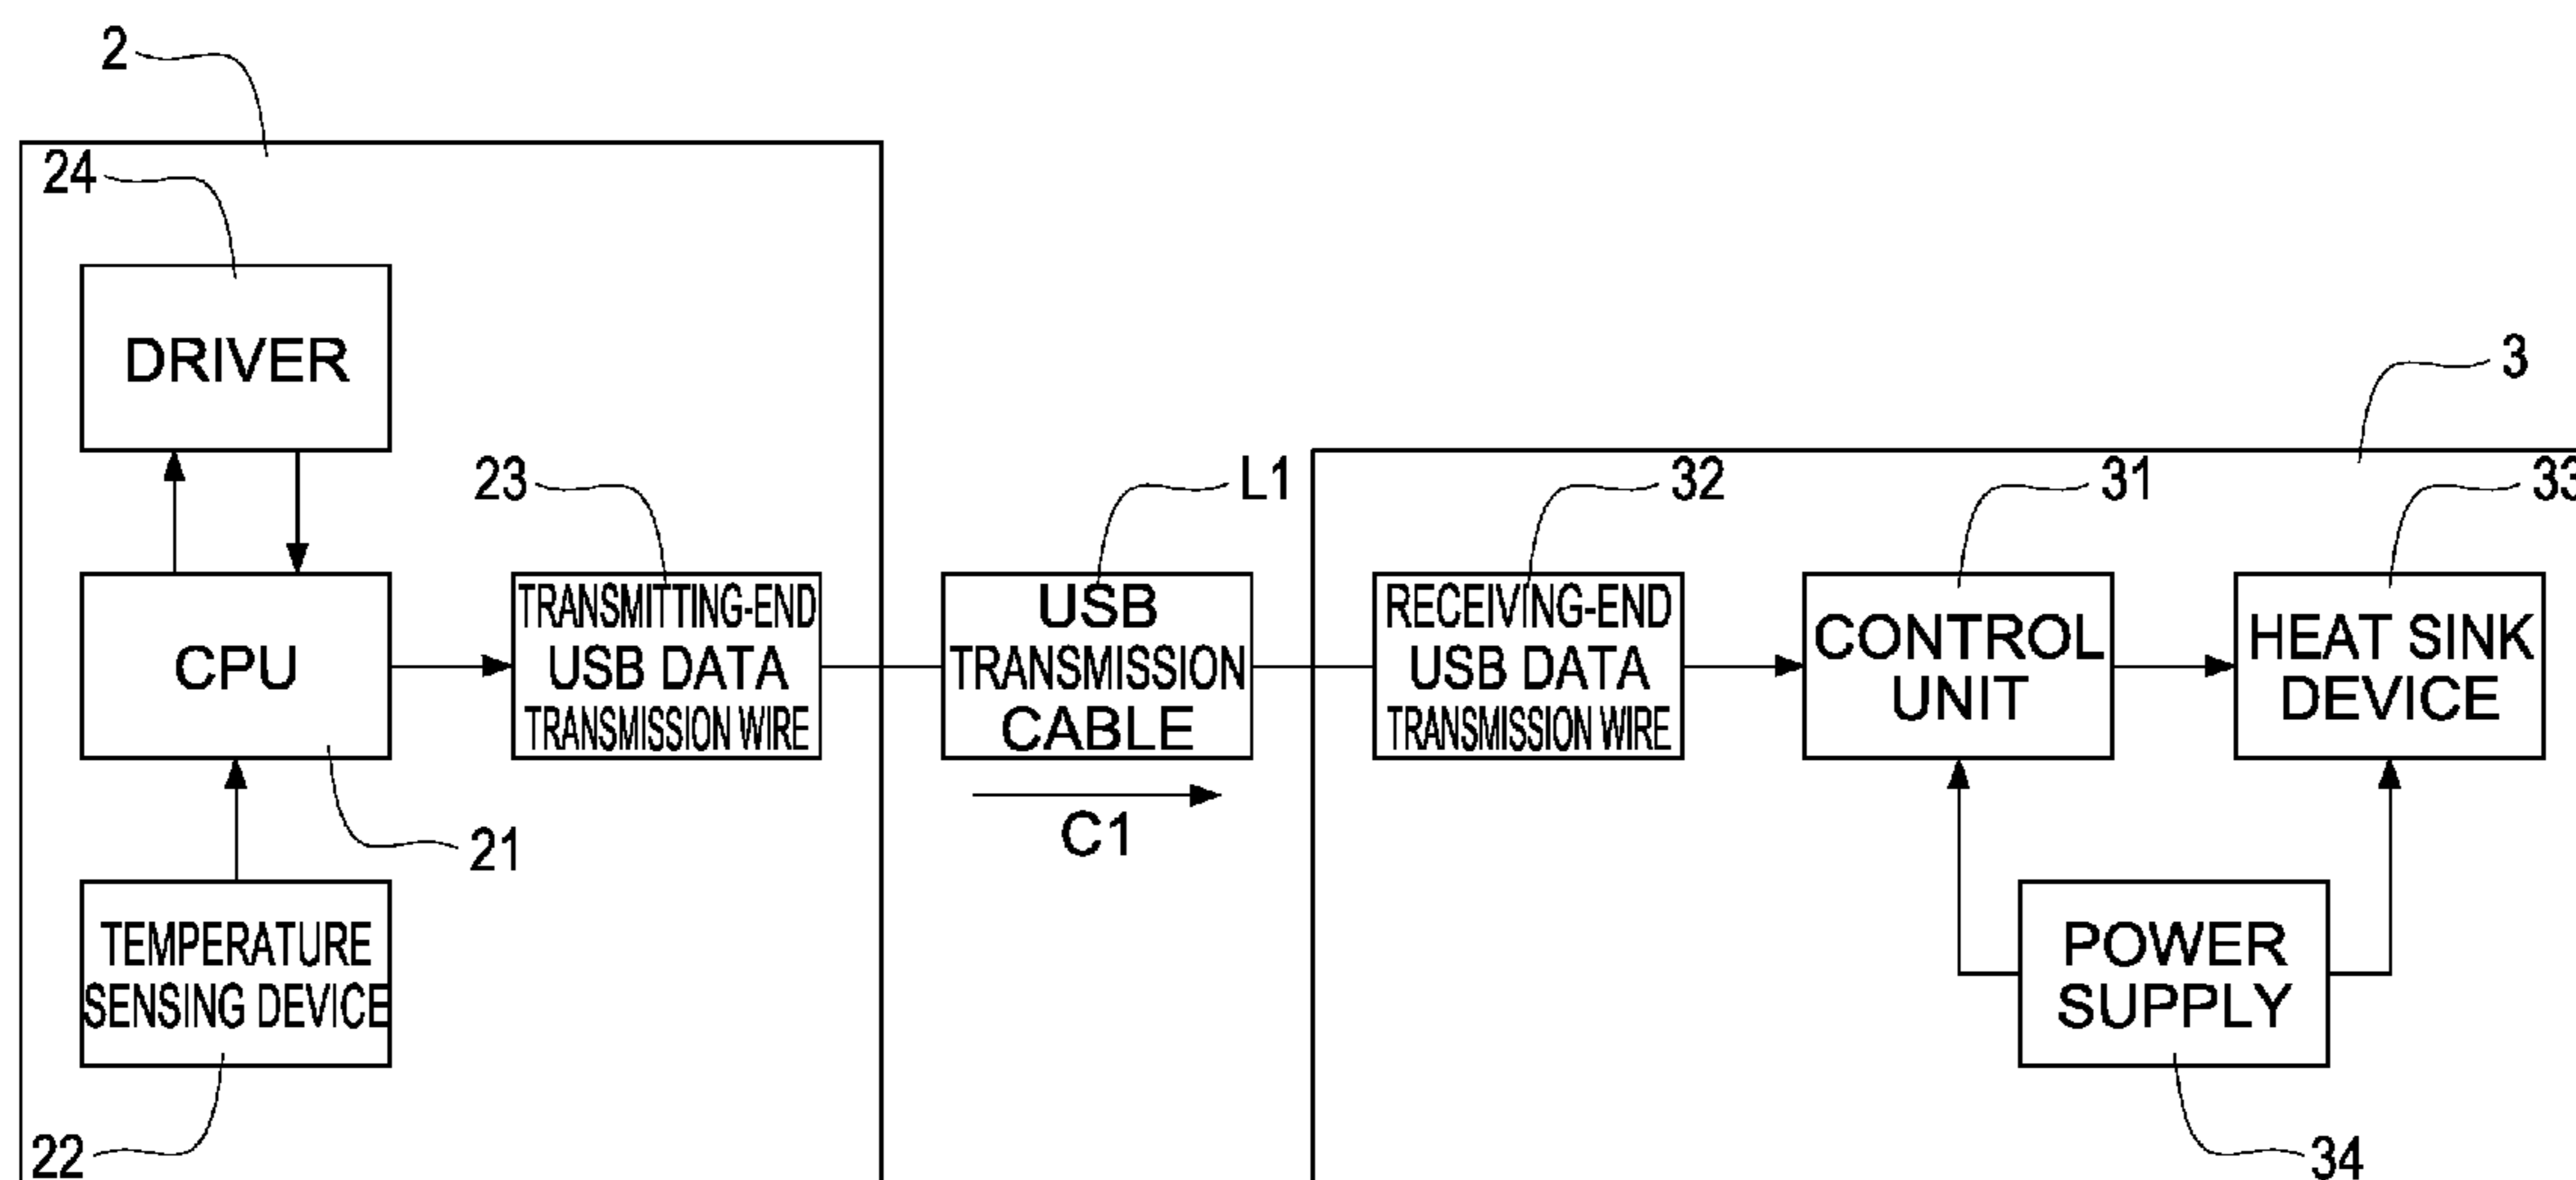 2
24
DRIVER
3
23
L1
32
31
33
CPU
TRANSMITTING-END
USB DATA
TRANSMISSION WIRE
USB
TRANSMISSION
CABLE
RECEIVING-END
USB DATA
TRANSMISSION WIRE
CONTROL
UNIT
HEAT SINK
DEVICE
C1
21
TEMPERATURE
SENSING DEVICE
POWER
SUPPLY
22
34